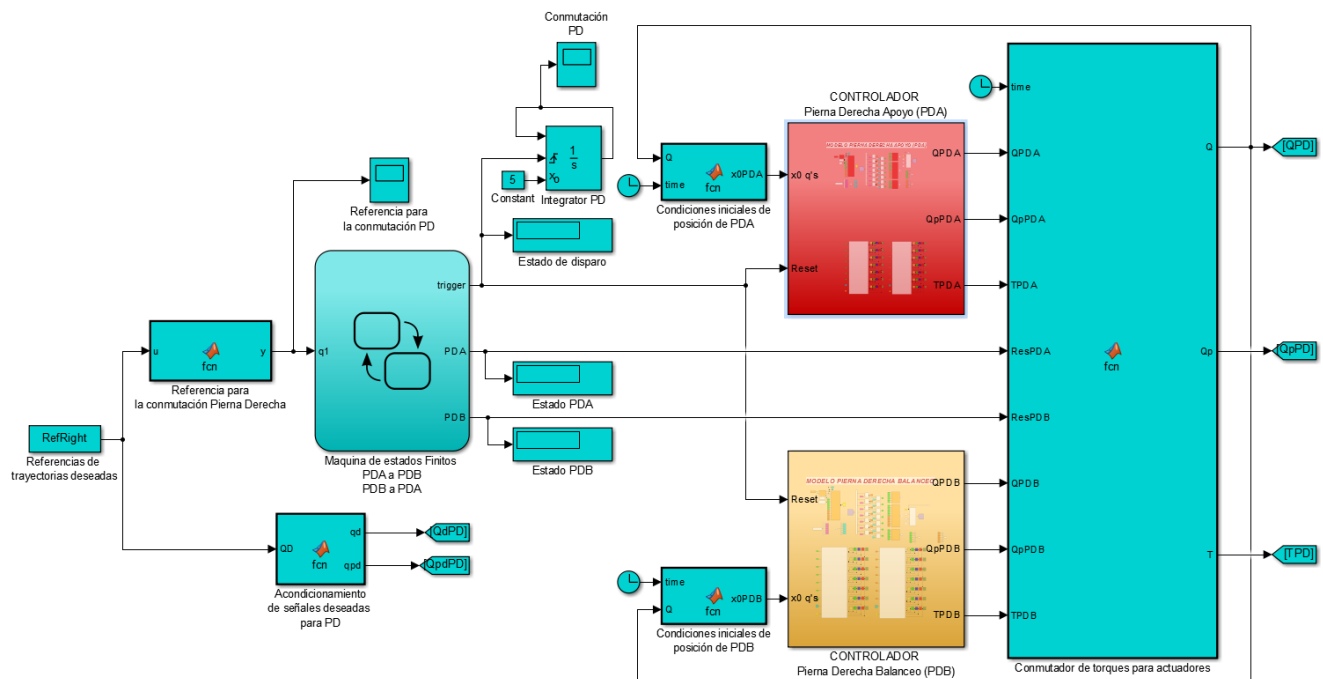 Conmutación
PD
CONTROLADOR
Pierna Derecha Apoyo (PDA)
time
MODELO PIERNA DERECHA APOYO (PDA)
1
s
x₀
5
Constant
Integrator PD
Q
time
fcn
x0PDA
Condiciones iniciales de
posición de PDA
x0 q's
Reset
QPDA
QpPDA
TPDA
QPDA
QpPDA
TPDA
Q
[QPD]
Referencia para
la conmutación PD
Estado de disparo
trigger
u
fcn
y
Referencia para
la conmutación Pierna Derecha
q1
PDA
PDB
Maquina de estados Finitos
PDA a PDB
PDB a PDA
Estado PDA
Estado PDB
ResPDA
ResPDB
fcn
Qp
[QpPD]
RefRight
Referencias de
trayectorias deseadas
QD
fcn
qd
qpd
[QdPD]
[QpdPD]
Acondicionamiento
de señales deseadas
para PD
time
Q
fcn
x0PDB
Condiciones iniciales de
posición de PDB
MODELO PIERNA DERECHA BALANCEO
Reset
x0 q's
QPDB
QpPDB
TPDB
CONTROLADOR
Pierna Derecha Balanceo (PDB)
QPDB
QpPDB
TPDB
T
[TPD]
Conmutador de torques para actuadores